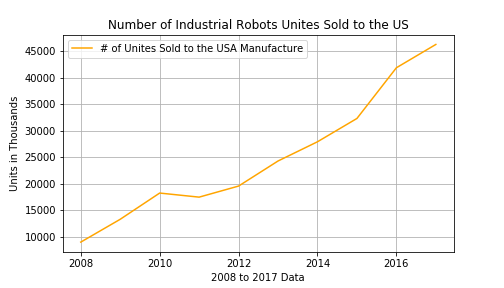 Number of Industrial Robots Unites Sold to the US
# of Unites Sold to the USA Manufacture
Units in Thousands
45000
40000
35000
30000
25000
20000
15000
10000
2008 2010 2012 2014 2016
2008 to 2017 Data